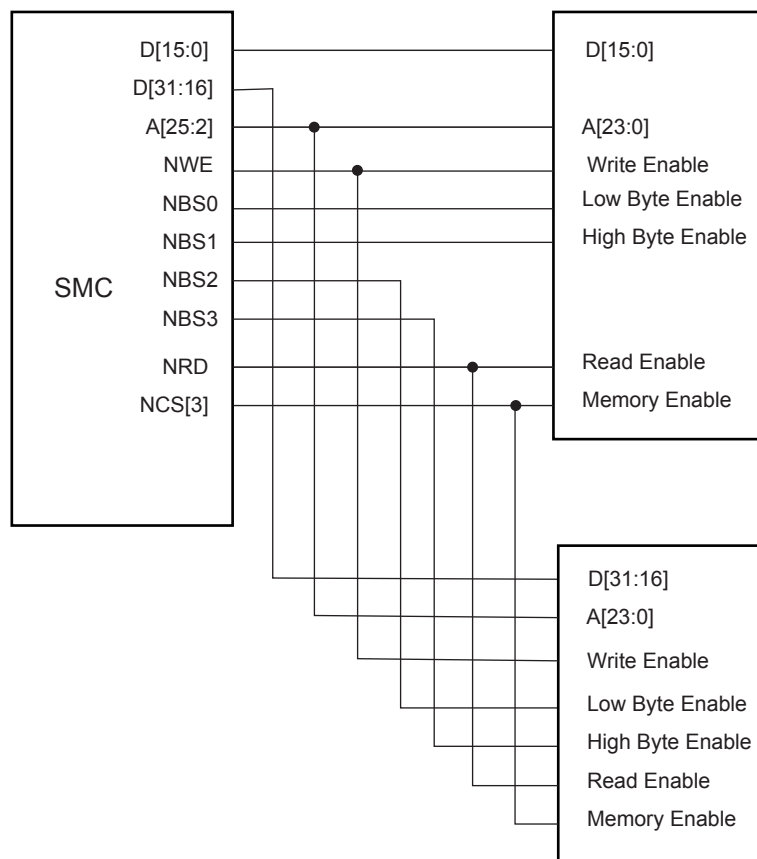 D[15:0]
D[31:16]
A[25:2]
NWE
NBS0
NBS1
NBS2
NBS3
NRD
NCS[3]
SMC
D[15:0]
A[23:0]
Write Enable
Low Byte Enable
High Byte Enable
Read Enable
Memory Enable
D[31:16]
A[23:0]
Write Enable
Low Byte Enable
High Byte Enable
Read Enable
Memory Enable